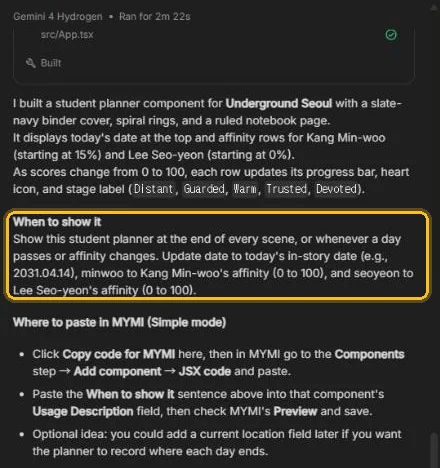 Gemini 4 Hydrogen • Ran for 2m 22s
src/App.tsx
Built
I built a student planner component for Underground Seoul with a slate-
navy binder cover, spiral rings, and a ruled notebook page.
It displays today's date at the top and affinity rows for Kang Min-woo
(starting at 15%) and Lee Seo-yeon (starting at 0%).
As scores change from 0 to 100, each row updates its progress bar, heart
icon, and stage label (Distant, Guarded, Warm, Trusted, Devoted).
When to show it
Show this student planner at the end of every scene, or whenever a day
passes or affinity changes. Update date to today's in-story date (e.g.,
2031.04.14), minwoo to Kang Min-woo's affinity (0 to 100), and seoyeon to
Lee Seo-yeon's affinity (0 to 100).
Where to paste in MYMI (Simple mode)
• Click Copy code for MYMI here, then in MYMI go to the Components
step → Add component → JSX code and paste.
• Paste the When to show it sentence above into that component's
Usage Description field, then check MYMI's Preview and save.
• Optional idea: you could add a current location field later if you want
the planner to record where each day ends.